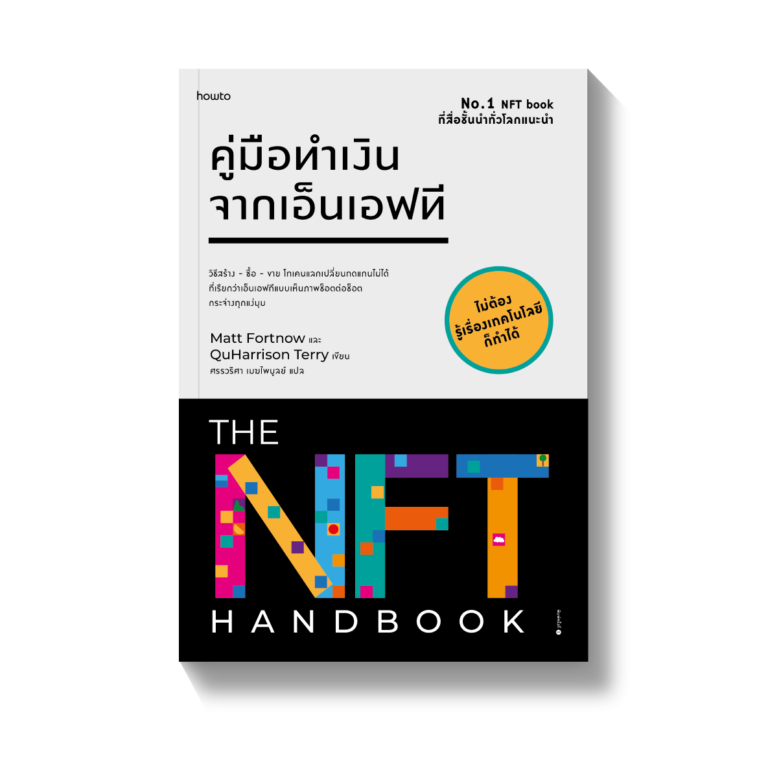 howto
No.1 NFT book
ที่สื่อชั้นนำทั่วโลกแนะนำ
คู่มือทำเงิน
จากเอ็นเอฟที
วิธีสร้าง - ซื้อ - ขาย โทเคนแลกเปลี่ยนทดแทนไม่ได้
ที่เรียกว่าเอ็นเอฟทีแบบเห็นภาพช็อตต่อช็อต
กระจ่างทุกแง่มุม
ไม่ต้อง
รู้เรื่องเทคโนโลยี
ก็ทำได้
Matt Fortnow และ
QuHarrison Terry เขียน
ศรรวริศา เมฆไพบูลย์ แปล
THE
NFT
HANDBOOK